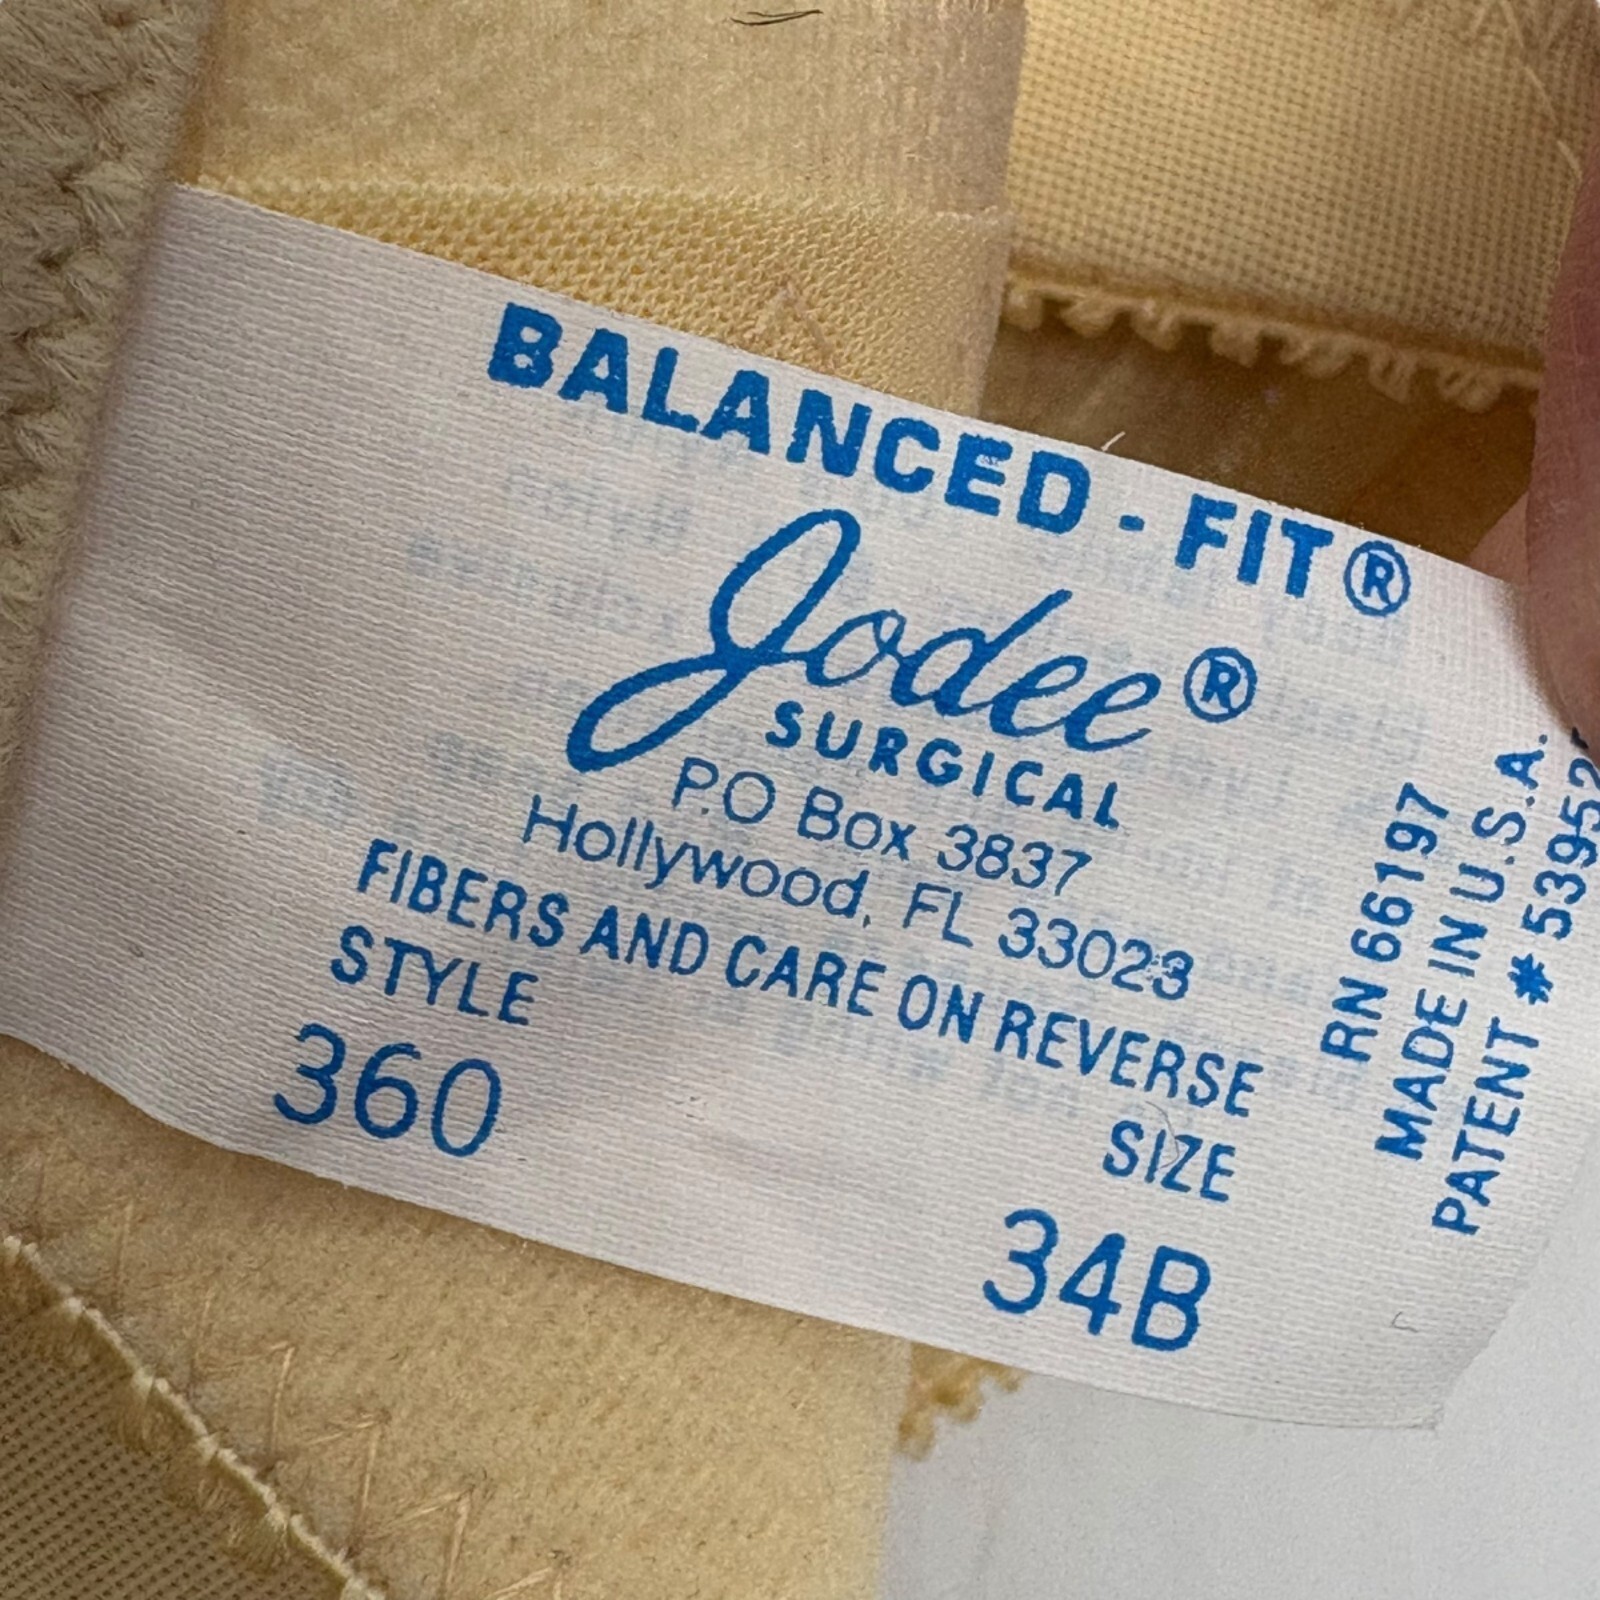 BALANCED - FIT®
Jodee®
SURGICAL
P.O Box 3837
Hollywood, FL 33023
FIBERS AND CARE ON REVERSE
STYLE
SIZE
360
34B
RN 66197
MADE IN U.S.A.
PATENT #